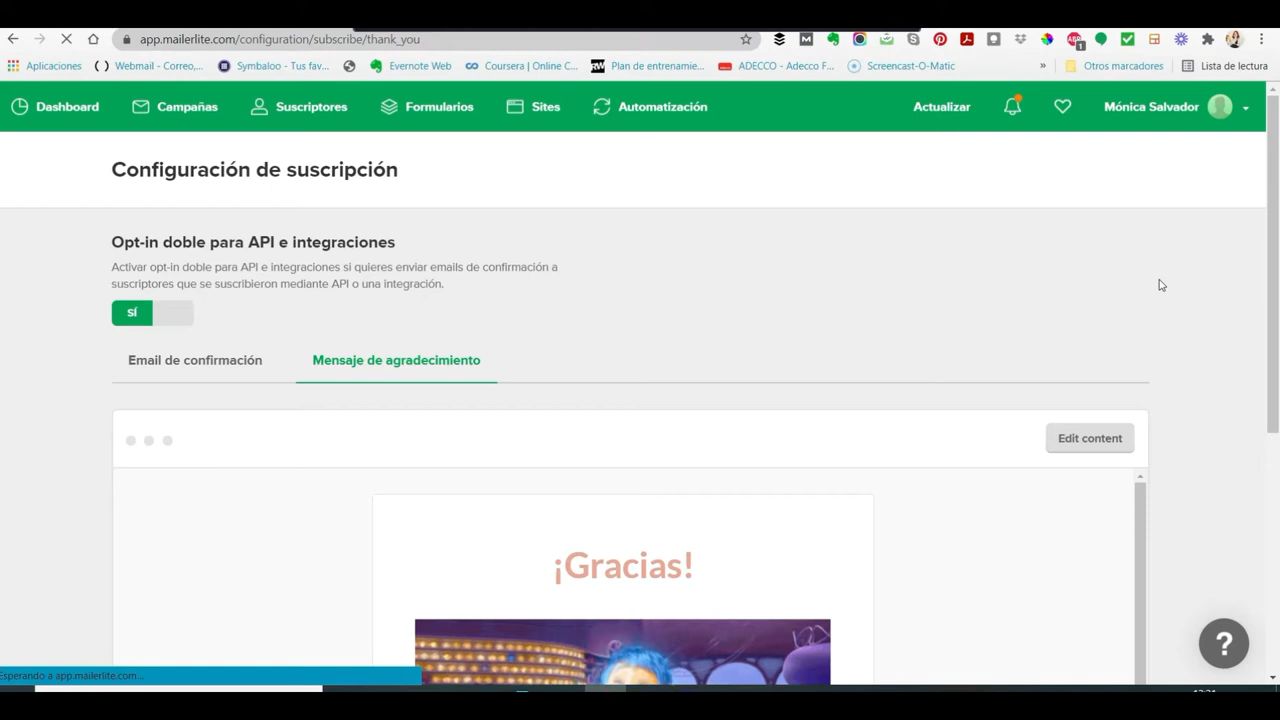 app.mailerlite.com/configuration/subscribe/thank_you
Aplicaciones
Webmail - Correo,...
Symbaloo - Tus fav...
Evernote Web
Coursera | Online C...
RW
Plan de entrenamie...
ADECCO - Adecco F...
Screencast-O-Matic
»
Otros marcadores
Lista de lectura
Dashboard
Campañas
Suscriptores
Formularios
Sites
Automatización
Actualizar
Mónica Salvador
Configuración de suscripción
Opt-in doble para API e integraciones
Activar opt-in doble para API e integraciones si quieres enviar emails de confirmación a
suscriptores que se suscribieron mediante API o una integración.
SÍ
Email de confirmación
Mensaje de agradecimiento
Edit content
¡Gracias!
?
Esperando a app.mailerlite.com...